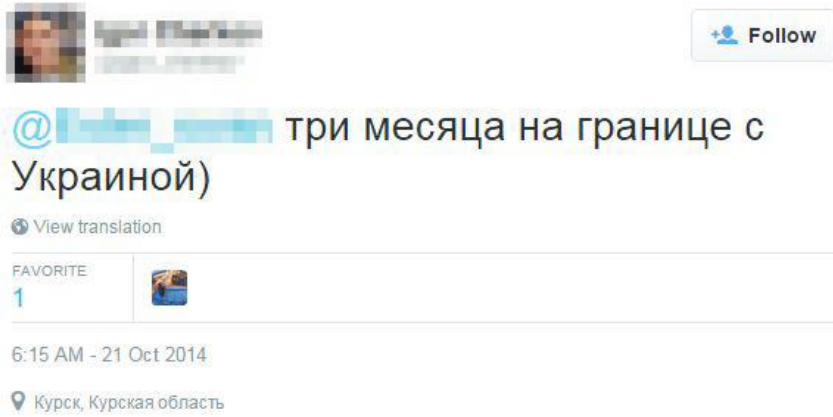 Follow
@ три месяца на границе с
Украиной)
View translation
FAVORITE
1
6:15 AM - 21 Oct 2014
Курск, Курская область